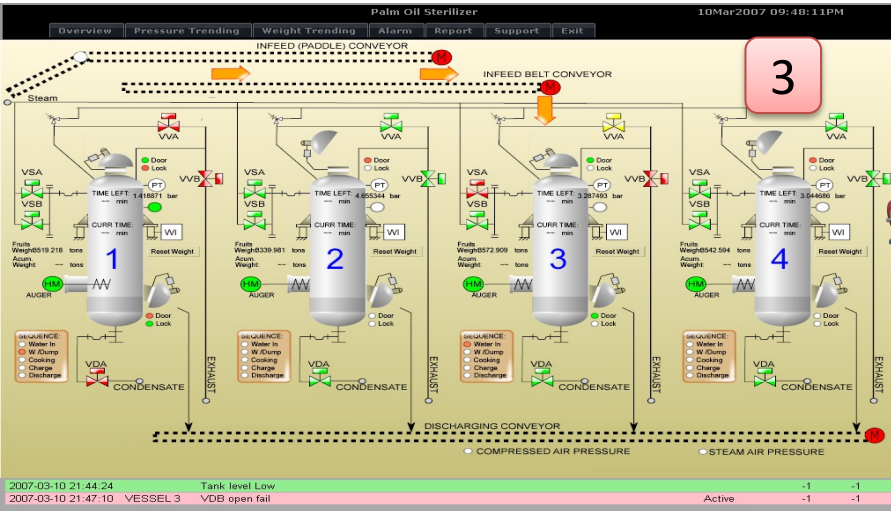 Palm Oil Sterilizer
10Mar2007 09:48:11PM
Overview Pressure Trending Weight Trending Alarm Report Support Exit
INFEED (PADDLE) CONVEYOR
M
INFEED BELT CONVEYOR
M
3
Steam
VVA
VSA
VSB
Door
Lock
VVB
PT
TIME LEFT: 1.418871 bar
-- min
CURR TIME:
-- min
WI
Fruits
Weigh8519.218 tons
Acum.
Weight: -- tons
Reset Weight
1
HM
AUGER
Door
Lock
SEQUENCE:
Water In
W /Dump
Cooking
Charge
Discharge
VDA
CONDENSATE
EXHAUST
VVA
VSA
VSB
Door
Lock
VVB
PT
TIME LEFT: 4.655344 bar
-- min
CURR TIME:
-- min
WI
Fruits
Weigh8339.981 tons
Acum.
Weight: -- tons
Reset Weight
2
HM
AUGER
Door
Lock
SEQUENCE:
Water In
W /Dump
Cooking
Charge
Discharge
VDA
CONDENSATE
EXHAUST
VVA
VSA
VSB
Door
Lock
VVB
PT
TIME LEFT: 3.287493 bar
-- min
CURR TIME:
-- min
WI
Fruits
Weigh8572.909 tons
Acum.
Weight: -- tons
Reset Weight
3
HM
AUGER
Door
Lock
SEQUENCE:
Water In
W /Dump
Cooking
Charge
Discharge
VDA
CONDENSATE
EXHAUST
VVA
VSA
VSB
Door
Lock
VVB
PT
TIME LEFT: 3.044686 bar
-- min
CURR TIME:
-- min
WI
Fruits
Weigh8542.594 tons
Acum.
Weight: -- tons
Reset Weight
4
HM
AUGER
Door
Lock
SEQUENCE:
Water In
W /Dump
Cooking
Charge
Discharge
VDA
CONDENSATE
EXHAUST
DISCHARGING CONVEYOR
M
COMPRESSED AIR PRESSURE
STEAM AIR PRESSURE
2007-03-10 21:44:24 Tank level Low -1 -1
2007-03-10 21:47:10 VESSEL 3 VDB open fail Active -1 -1